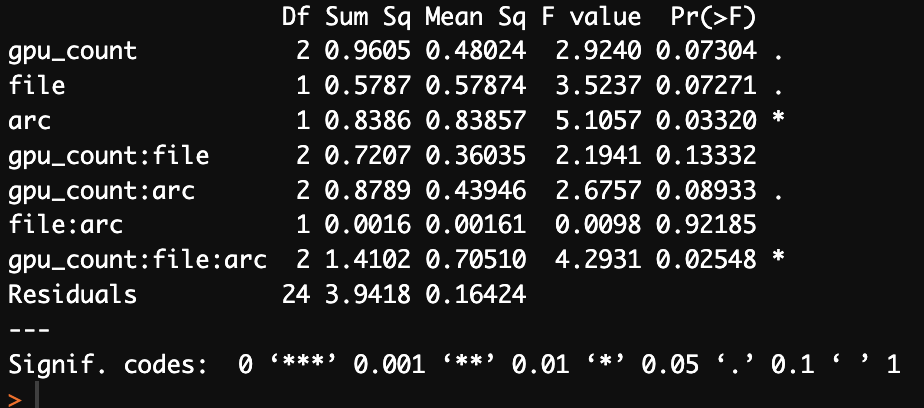 Df Sum Sq Mean Sq F value  Pr(>F)
gpu_count        2 0.9605 0.48024  2.9240 0.07304 .
file             1 0.5787 0.57874  3.5237 0.07271 .
arc              1 0.8386 0.83857  5.1057 0.03320 *
gpu_count:file   2 0.7207 0.36035  2.1941 0.13332
gpu_count:arc    2 0.8789 0.43946  2.6757 0.08933 .
file:arc         1 0.0016 0.00161  0.0098 0.92185
gpu_count:file:arc 2 1.4102 0.70510  4.2931 0.02548 *
Residuals       24 3.9418 0.16424
---
Signif. codes:  0 ‘***’ 0.001 ‘**’ 0.01 ‘*’ 0.05 ‘.’ 0.1 ‘ ’ 1
>